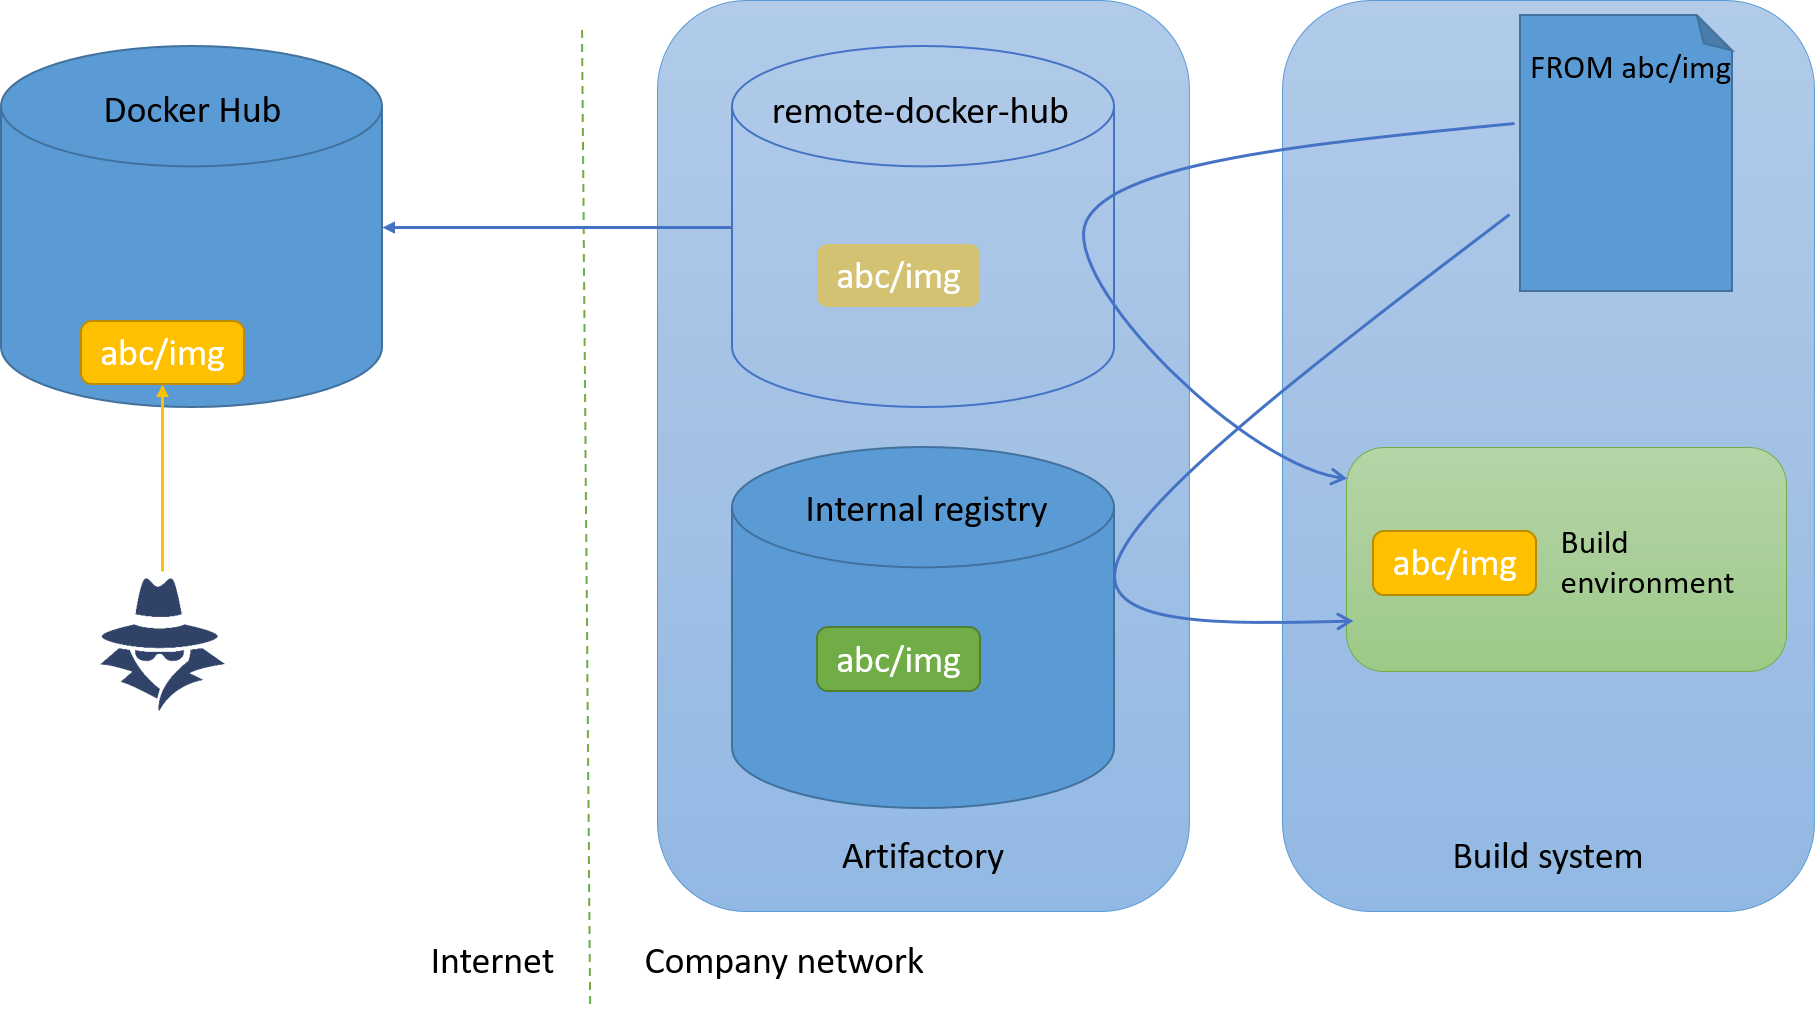 Docker Hub
abc/img
remote-docker-hub
abc/img
Internal registry
abc/img
Artifactory
FROM abc/img
abc/img
Build
environment
Build system
Internet
Company network